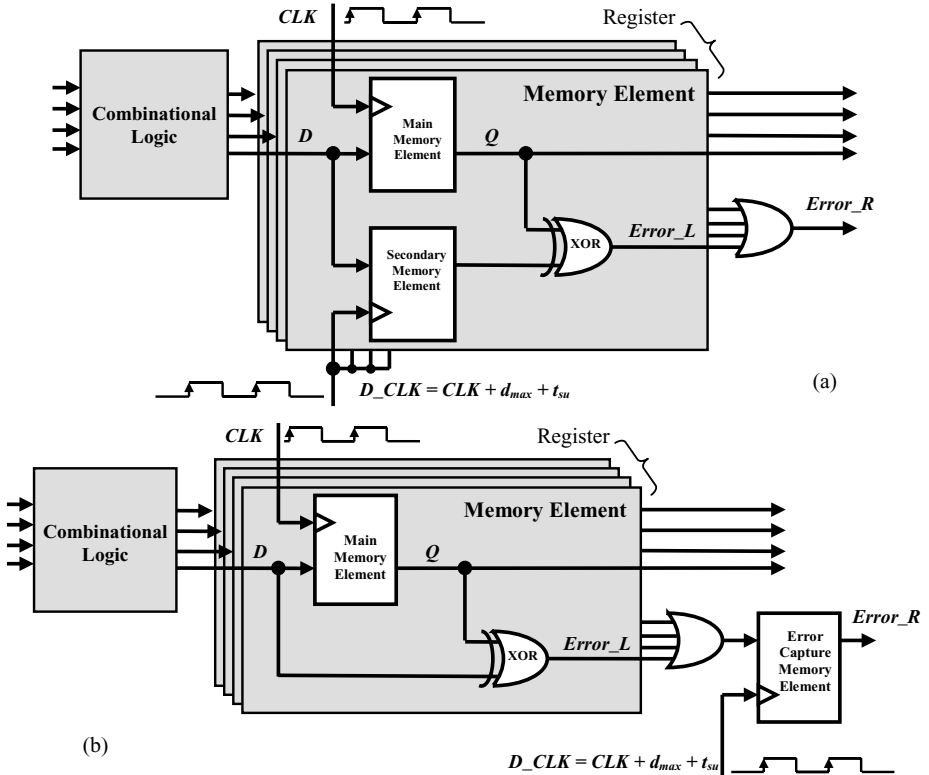 CLK
Register
Combinational
Logic
Memory Element
D
Main
Memory
Element
Q
Error_R
XOR
Error_L
Secondary
Memory
Element
D_CLK = CLK + dmax + tsu
(a)
CLK
Register
Combinational
Logic
Memory Element
D
Main
Memory
Element
Q
Error_R
XOR
Error_L
Error
Capture
Memory
Element
(b)
D_CLK = CLK + dmax + tsu